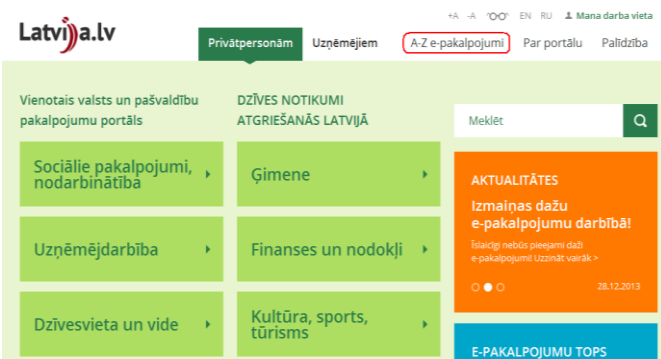 +A -A EN RU Mana darba vieta
Latvija.lv
Privātpersonām Uzņēmējiem A-Z e-pakalpojumi Par portālu Palīdzība
Vienotais valsts un pašvaldību
pakalpojumu portāls
Sociālie pakalpojumi,
nodarbinātība
Uzņēmējdarbība
Dzīvesvieta un vide
DZĪVES NOTIKUMI
ATGRIEŠANĀS LATVIJĀ
Ģimene
Finanses un nodokļi
Kultūra, sports,
tūrisms
Meklēt
AKTUALITĀTES
Izmaiņas dažu
e-pakalpojumu darbībā!
Īslaicīgi nebūs pieejami daži
e-pakalpojumi! Uzzināt vairāk >
28.12.2013
E-PAKALPOJUMU TOPS